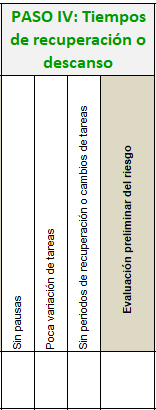 PASO IV: Tiempos
de recuperación o
descanso
Sin pausas
Poca variación de tareas
Sin periodos de recuperación o cambios de tareas
Evaluación preliminar del riesgo